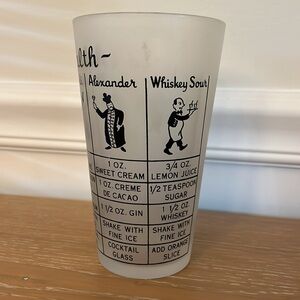 lth~
Alexander
Whiskey Sour
1 OZ.
SWEET CREAM
3/4 OZ.
LEMON JUICE
1 OZ. CREME
DE CACAO
1/2 TEASPOON
SUGAR
1 1/2 OZ. GIN
1 1/2 OZ
WHISKEY
SHAKE WITH
FINE ICE
SHAKE WITH
FINE ICE
COCKTAIL
GLASS
ADD ORANGE
SLICE